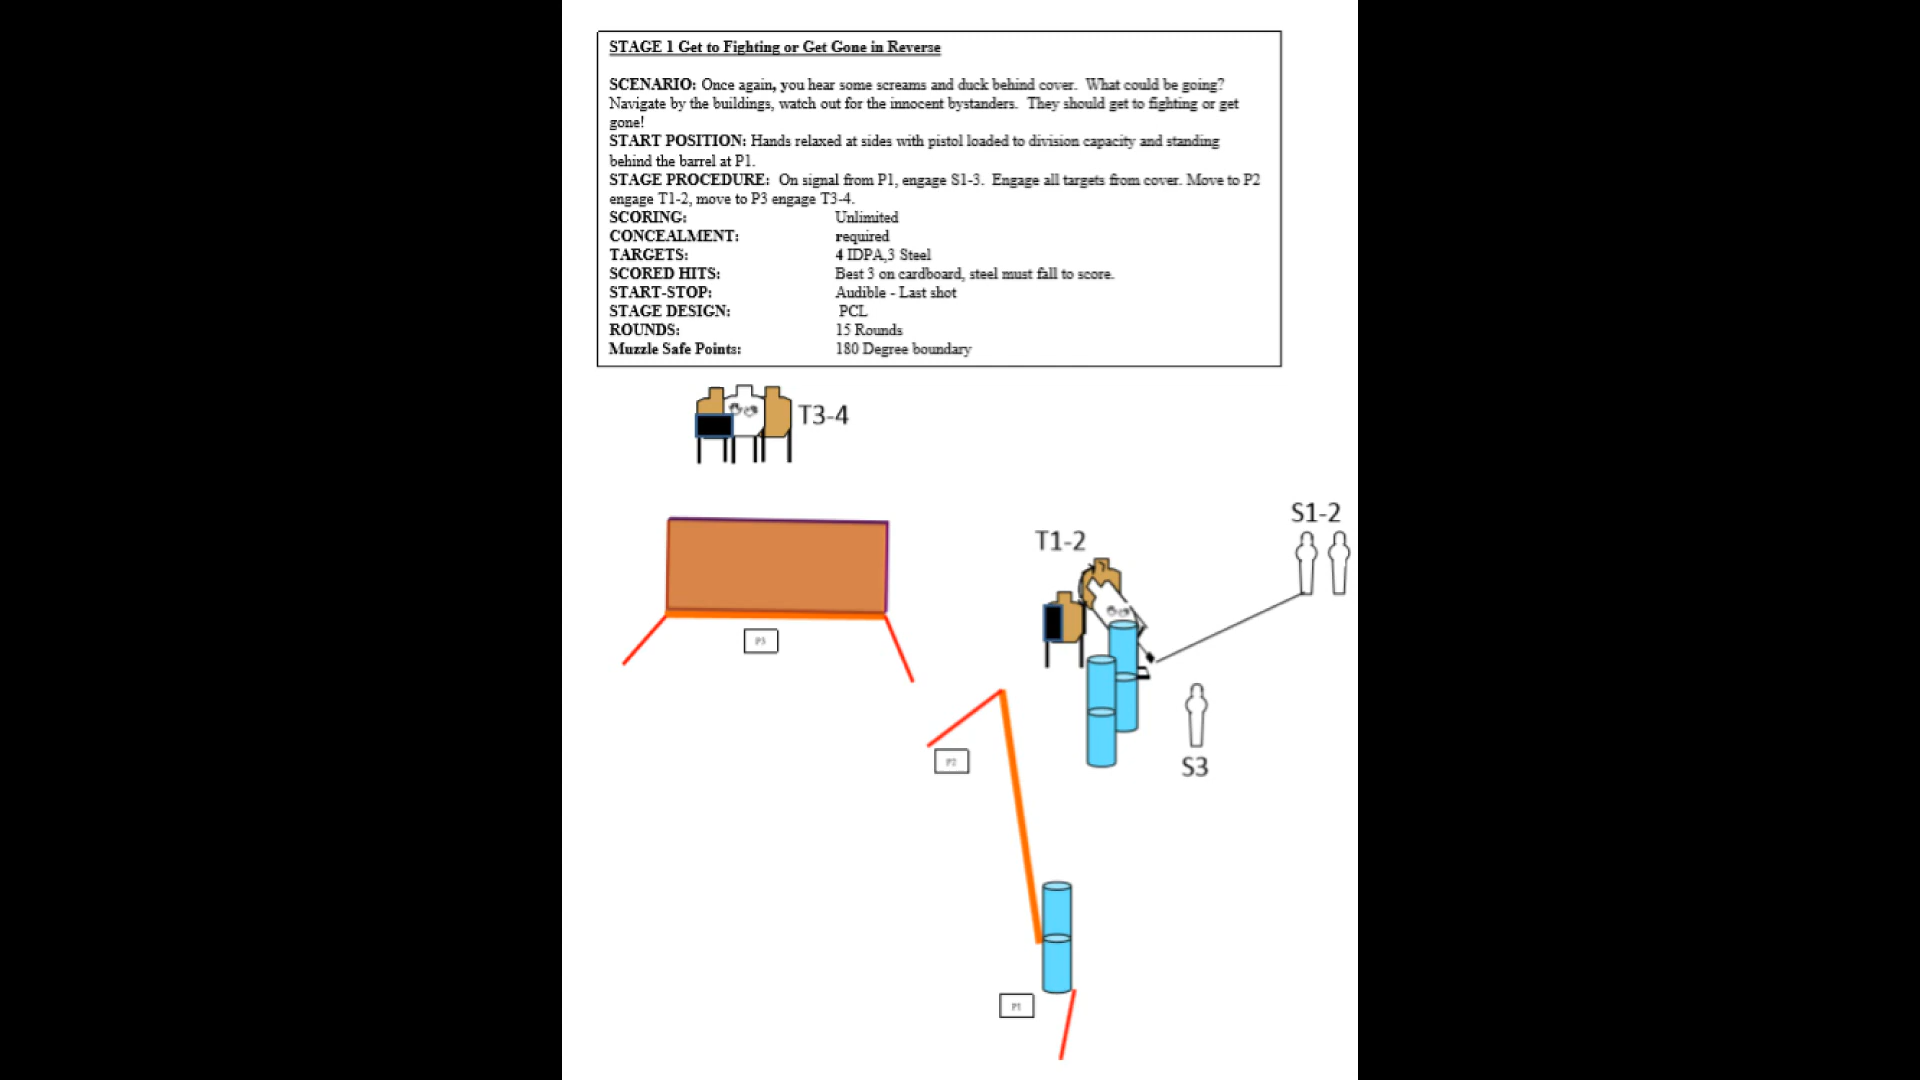 STAGE 1 Get to Fighting or Get Gone in Reverse
SCENARIO: Once again, you hear some screams and duck behind cover. What could be going?
Navigate by the buildings, watch out for the innocent bystanders. They should get to fighting or get
gone!
START POSITION: Hands relaxed at sides with pistol loaded to division capacity and standing
behind the barrel at P1.
STAGE PROCEDURE: On signal from P1, engage S1-3. Engage all targets from cover. Move to P2
engage T1-2, move to P3 engage T3-4.
SCORING: Unlimited
CONCEALMENT: required
TARGETS: 4 IDPA,3 Steel
SCORED HITS: Best 3 on cardboard, steel must fall to score.
START-STOP: Audible - Last shot
STAGE DESIGN: PCL
ROUNDS: 15 Rounds
Muzzle Safe Points: 180 Degree boundary
T3-4
S1-2
T1-2
P3
P2
S3
P1